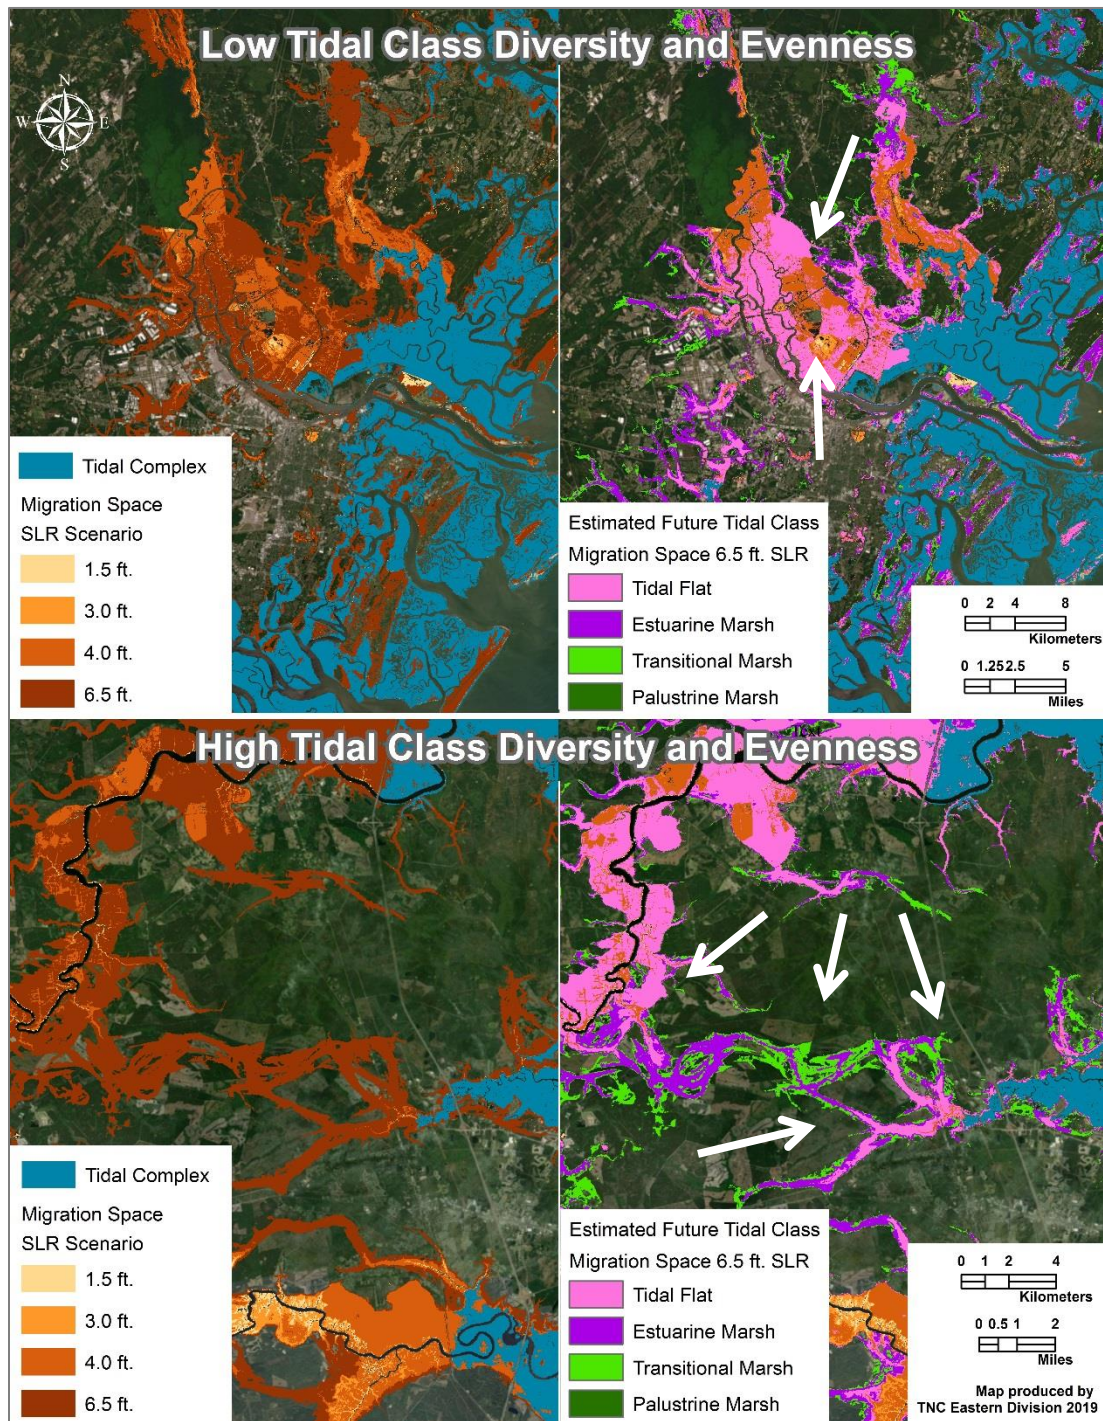 Low Tidal Class Diversity and Evenness
N
W E
S
Tidal Complex
Migration Space
SLR Scenario
1.5 ft.
3.0 ft.
4.0 ft.
6.5 ft.
Estimated Future Tidal Class
Migration Space 6.5 ft. SLR
Tidal Flat
Estuarine Marsh
Transitional Marsh
Palustrine Marsh
0 2 4 8
Kilometers
0 1.25 2.5 5
Miles
High Tidal Class Diversity and Evenness
Tidal Complex
Migration Space
SLR Scenario
1.5 ft.
3.0 ft.
4.0 ft.
6.5 ft.
Estimated Future Tidal Class
Migration Space 6.5 ft. SLR
Tidal Flat
Estuarine Marsh
Transitional Marsh
Palustrine Marsh
0 1 2 4
Kilometers
0 0.5 1 2
Miles
Map produced by
TNC Eastern Division 2019